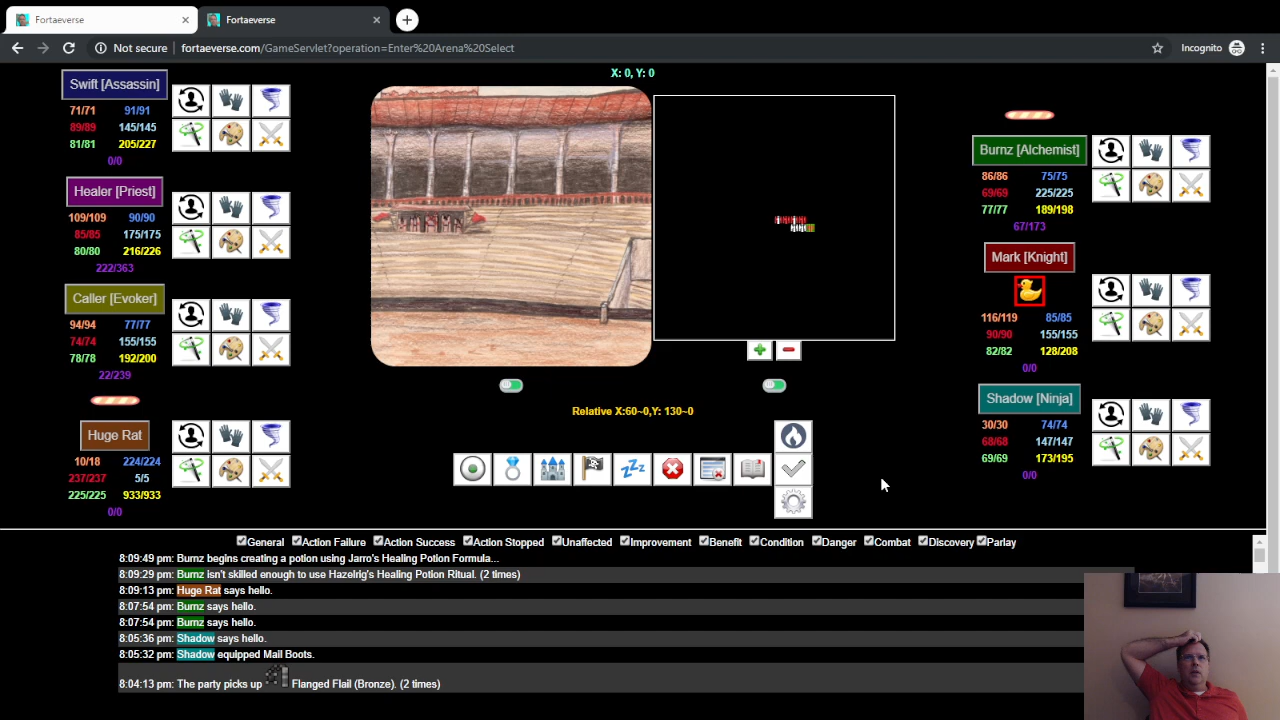 Fortaeverse
Fortaeverse
Not secure
fortaeverse.com/GameServlet?operation=Enter%20Arena%20Select
Incognito
X: 0, Y: 0
Swift [Assassin]
71/71 91/91
89/89 145/145
81/81 205/227
0/0
Healer [Priest]
109/109 90/90
85/85 175/175
80/80 216/226
222/363
Caller [Evoker]
94/94 77/77
74/74 155/155
78/78 192/200
22/239
Huge Rat
10/18 224/224
237/237 5/5
225/225 933/933
0/0
Relative X:60~0,Y: 130~0
Burnz [Alchemist]
86/86 75/75
69/69 225/225
77/77 189/198
67/173
Mark [Knight]
116/119 85/85
90/90 155/155
82/82 128/208
0/0
Shadow [Ninja]
30/30 74/74
68/68 147/147
69/69 173/195
0/0
General Action Failure Action Success Action Stopped Unaffected Improvement Benefit Condition Danger Combat Discovery Parlay
8:09:49 pm: Burnz begins creating a potion using Jarro's Healing Potion Formula...
8:09:29 pm: Burnz isn't skilled enough to use Hazelrig's Healing Potion Ritual. (2 times)
8:09:13 pm: Huge Rat says hello.
8:07:54 pm: Burnz says hello.
8:07:54 pm: Burnz says hello.
8:05:36 pm: Shadow says hello.
8:05:32 pm: Shadow equipped Mail Boots.
8:04:13 pm: The party picks up Flanged Flail (Bronze). (2 times)